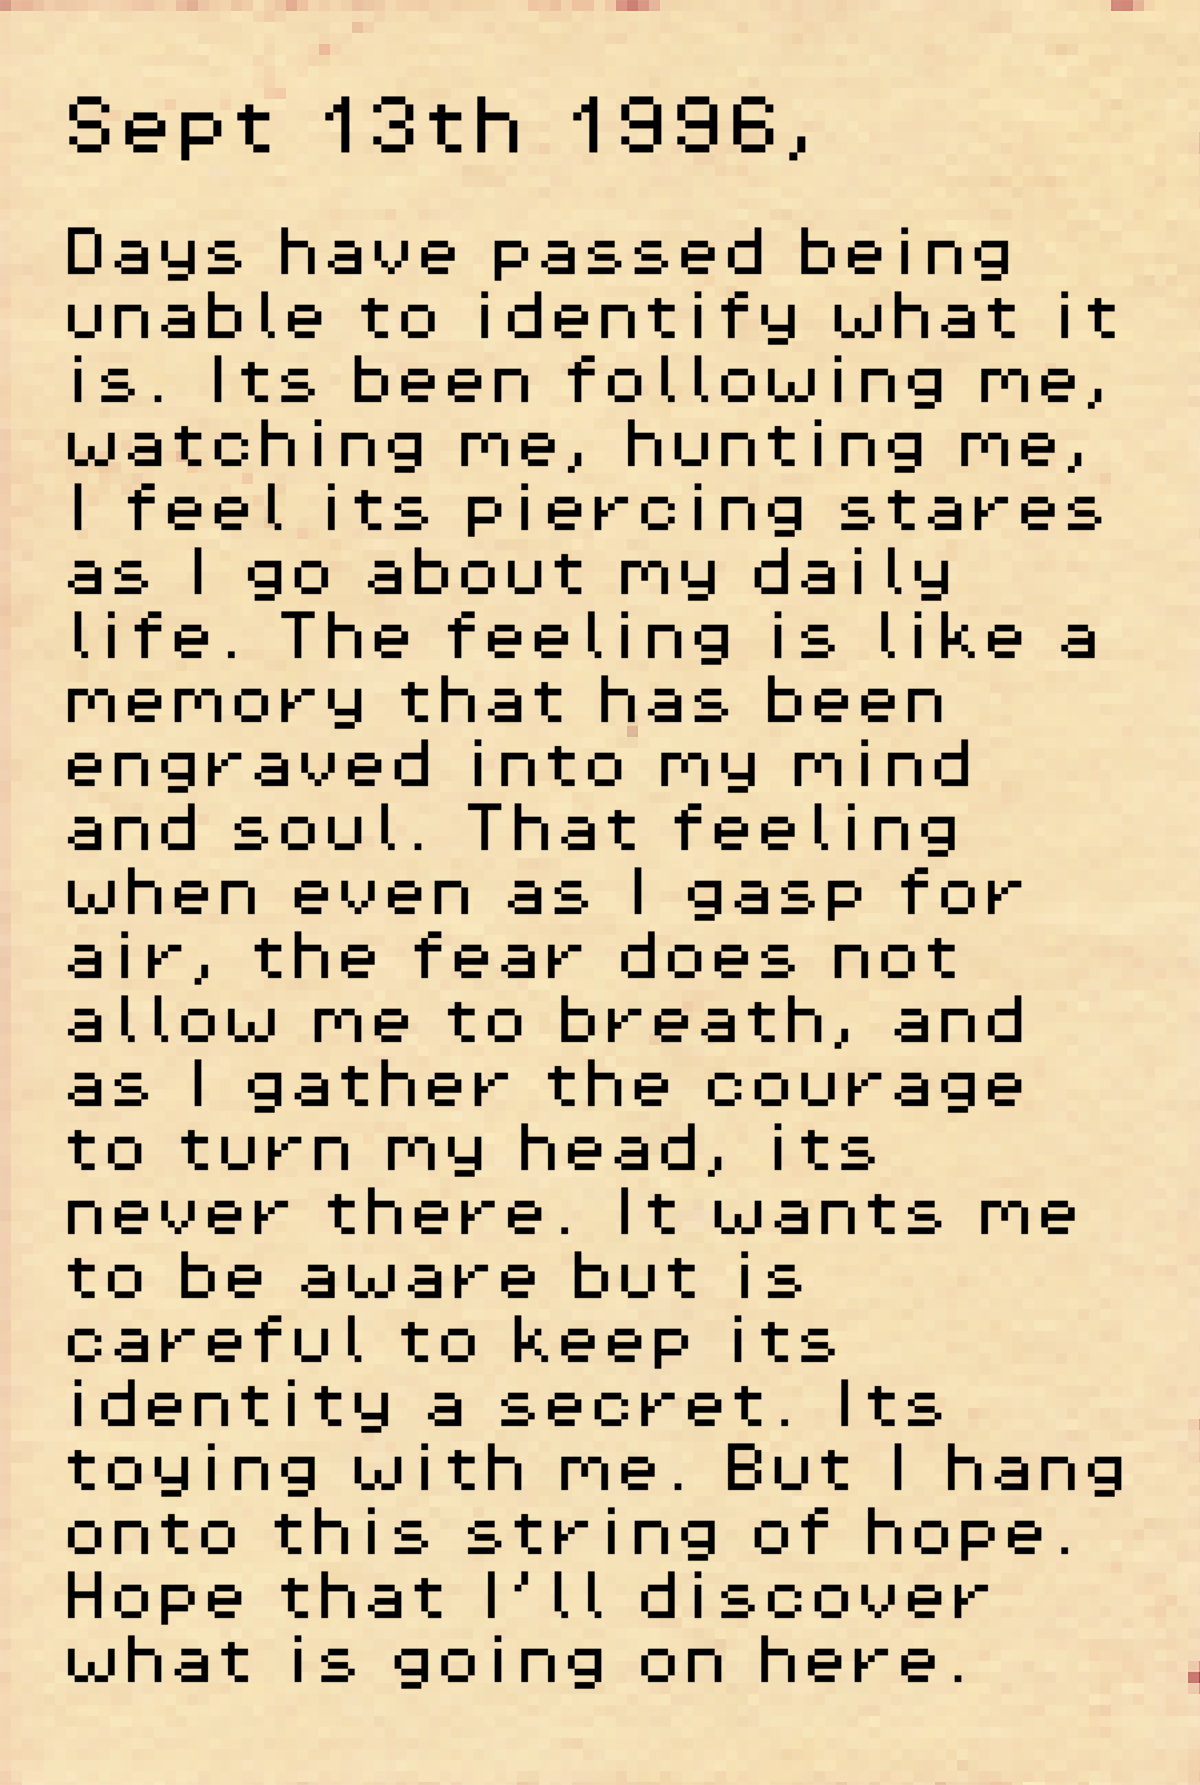 Sept 13th 1996,
Days have passed being
unable to identify what it
is. Its been following me,
watching me, hunting me,
I feel its piercing stares
as I go about my daily
life. The feeling is like a
memory that has been
engraved into my mind
and soul. That feeling
when even as I gasp for
air, the fear does not
allow me to breath, and
as I gather the courage
to turn my head, its
never there. It wants me
to be aware but is
careful to keep its
identity a secret. Its
toying with me. But I hang
onto this string of hope.
Hope that I'll discover
what is going on here.